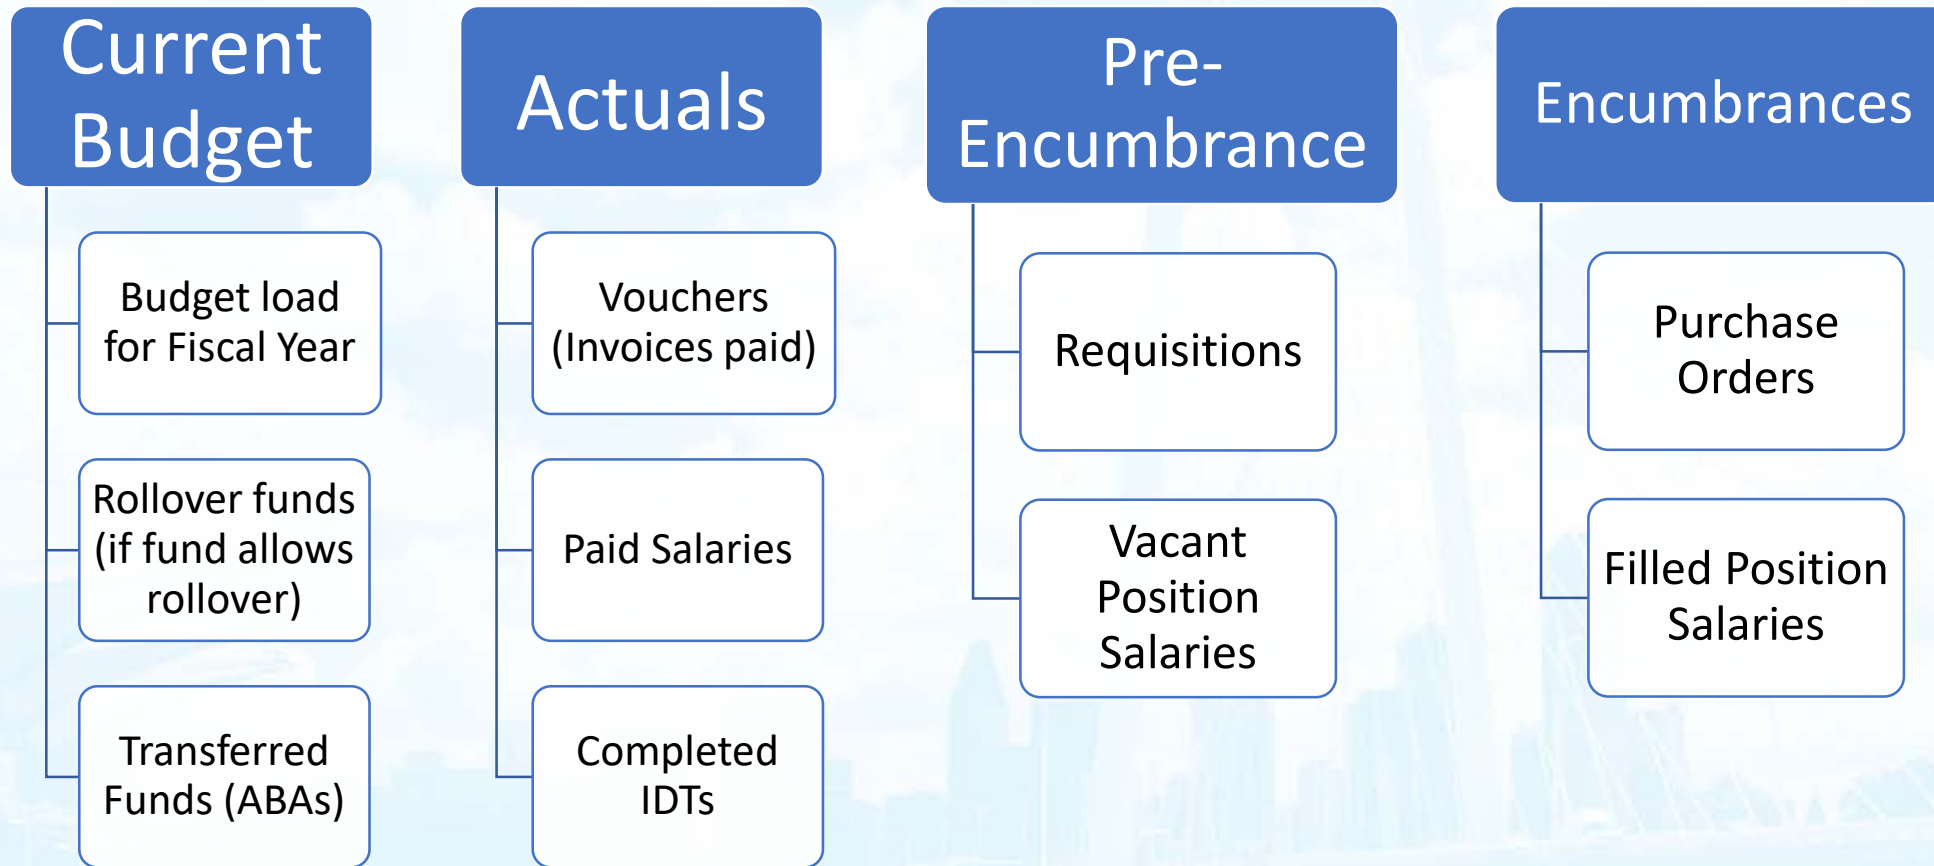 Current
Budget
Budget load
for Fiscal Year
Rollover funds
(if fund allows
rollover)
Transferred
Funds (ABAs)
Actuals
Vouchers
(Invoices paid)
Paid Salaries
Completed
IDTs
Pre-
Encumbrance
Requisitions
Vacant
Position
Salaries
Encumbrances
Purchase
Orders
Filled Position
Salaries